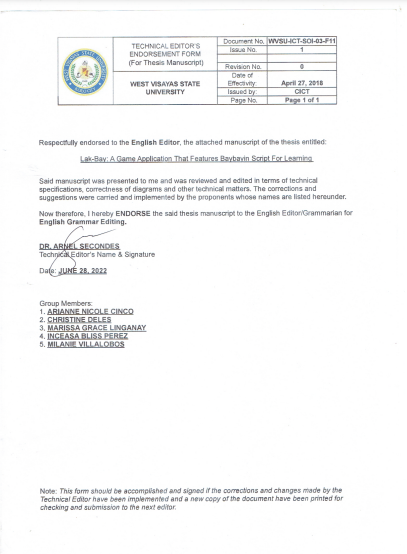 TECHNICAL EDITOR'S
ENDORSEMENT FORM
(For Thesis Manuscript)
WEST VISAYAS STATE
UNIVERSITY
Document No. WVSU-ICT-SOI-03-F11
Issue No. 1
Revision No. 0
Date of
Effectivity: April 27, 2018
Issued by: CICT
Page No. Page 1 of 1
Respectfully endorsed to the English Editor, the attached manuscript of the thesis entitled:
Lak-Bay: A Game Application That Features Baybayin Script For Learning
Said manuscript was presented to me and was reviewed and edited in terms of technical
specifications, correctness of diagrams and other technical matters. The corrections and
suggestions were carried and implemented by the proponents whose names are listed hereunder.
Now therefore, I hereby ENDORSE the said thesis manuscript to the English Editor/Grammarian for
English Grammar Editing.
DR. ARNEL SECONDES
Technical Editor's Name & Signature
Date: JUNE 28, 2022
Group Members:
1. ARIANNE NICOLE CINCO
2. CHRISTINE DELES
3. MARISSA GRACE LINGANAY
4. INCEASA BLISS PEREZ
5. MILANIE VILLALOBOS
Note: This form should be accomplished and signed if the corrections and changes made by the
Technical Editor have been implemented and a new copy of the document have been printed for
checking and submission to the next editor.